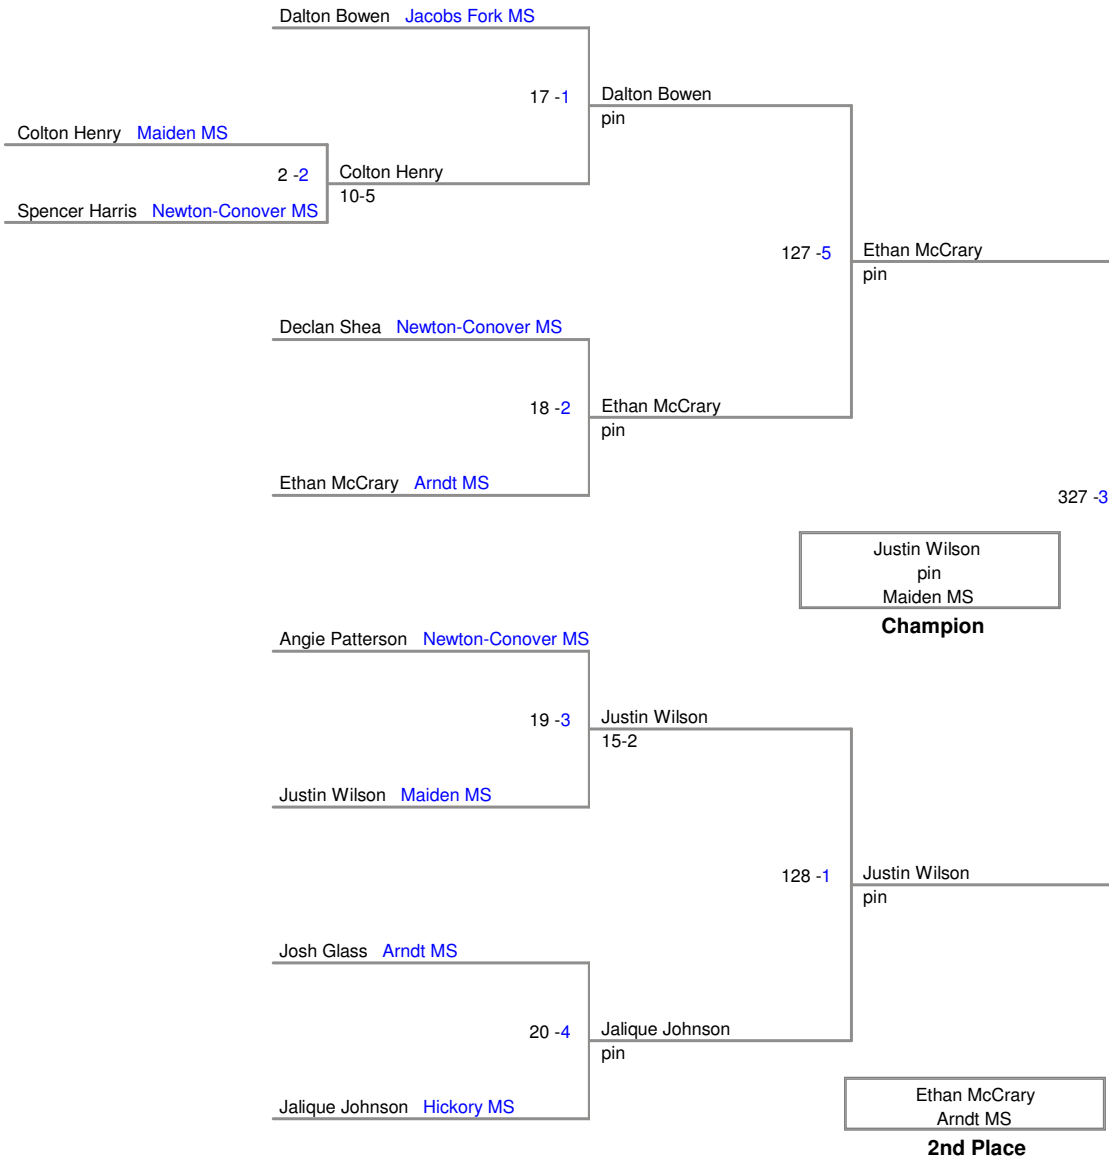 Dalton Bowen Jacobs Fork MS
17 -1
Dalton Bowen
pin
Colton Henry Maiden MS
2 -2
Colton Henry
10-5
Spencer Harris Newton-Conover MS
127 -5
Ethan McCrary
pin
Declan Shea Newton-Conover MS
18 -2
Ethan McCrary
pin
Ethan McCrary Arndt MS
327 -3
Justin Wilson
pin
Maiden MS
Champion
Angie Patterson Newton-Conover MS
19 -3
Justin Wilson
15-2
Justin Wilson Maiden MS
128 -1
Justin Wilson
pin
Josh Glass Arndt MS
20 -4
Jalique Johnson
pin
Jalique Johnson Hickory MS
Ethan McCrary
Arndt MS
2nd Place